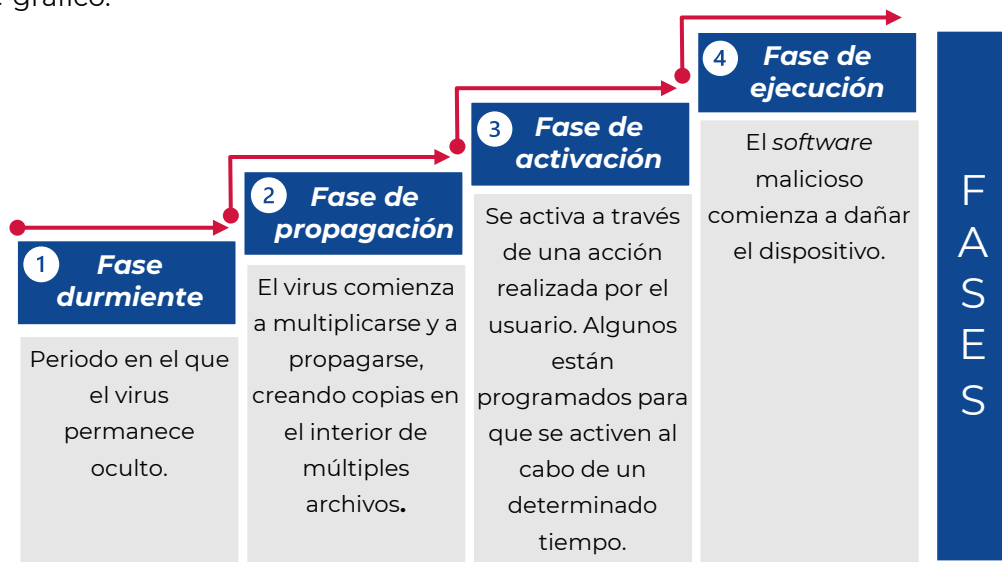 gráfico.
1
Fase
durmiente
Periodo en el que
el virus
permanece
oculto.
2
Fase de
propagación
El virus comienza
a multiplicarse y a
propagarse,
creando copias en
el interior de
múltiples
archivos.
3
Fase de
activación
Se activa a través
de una acción
realizada por el
usuario. Algunos
están
programados para
que se activen al
cabo de un
determinado
tiempo.
4
Fase de
ejecución
El software
malicioso
comienza a dañar
el dispositivo.
F
A
S
E
S